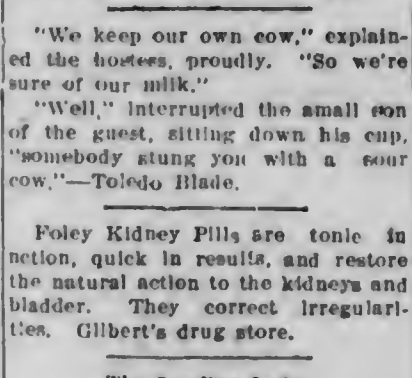 "We keep our own cow," explain-
ed the hostess, proudly. "So we're
sure of our milk."
"Well," interrupted the small son
of the guest, sitting down his cup,
"somebody stung you with a sour
cow."—Toledo Blade.
Foley Kidney Pills are tonic in
action, quick in results, and restore
the natural action to the kidneys and
bladder. They correct irregulari-
ties. Gilbert's drug store.